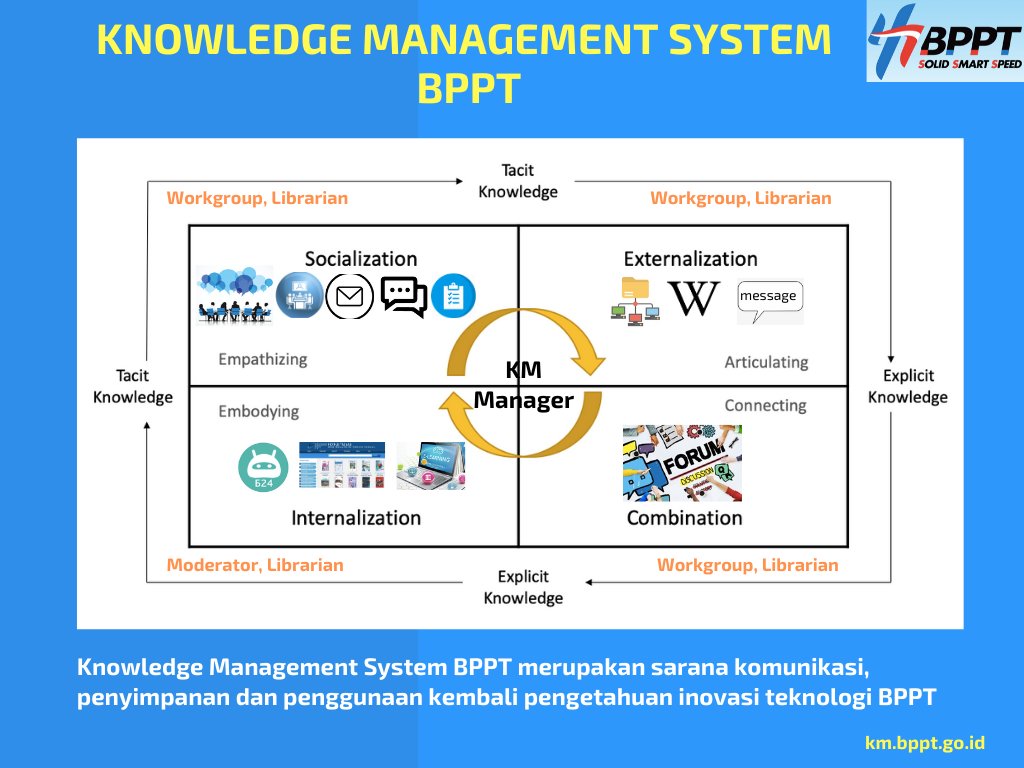 KNOWLEDGE MANAGEMENT SYSTEM
BPPT
BPPT
SOLID SMART SPEED
Tacit
Knowledge
Workgroup, Librarian
Workgroup, Librarian
Socialization
Externalization
W
message
Empathizing
Articulating
KM
Manager
Tacit
Knowledge
Explicit
Knowledge
Embodying
Connecting
Б24
FORUM
DISCUSSION
Internalization
Combination
Moderator, Librarian
Workgroup, Librarian
Explicit
Knowledge
Knowledge Management System BPPT merupakan sarana komunikasi,
penyimpanan dan penggunaan kembali pengetahuan inovasi teknologi BPPT
km.bppt.go.id